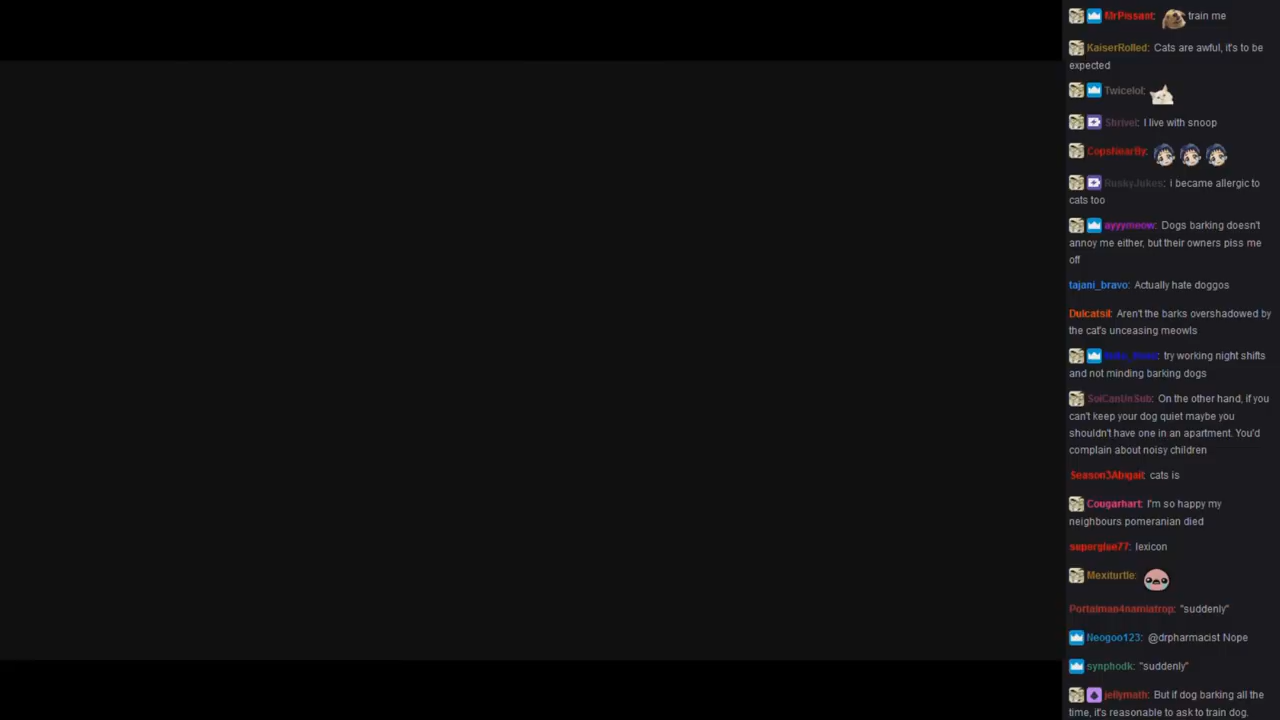 MrPissant: train me
KaiserRolled: Cats are awful, it's to be
expected
Twicelol:
Shrivel: I live with snoop
CopsNearBy:
RuskyJukes: i became allergic to
cats too
ayyymeow: Dogs barking doesn't
annoy me either, but their owners piss me
off
tajani_bravo: Actually hate doggos
Dulcatsil: Aren't the barks overshadowed by
the cat's unceasing meowls
try working night shifts
and not minding barking dogs
SoICanUnSub: On the other hand, if you
can't keep your dog quiet maybe you
shouldn't have one in an apartment. You'd
complain about noisy children
Season3Abigail: cats is
Cougarhart: I'm so happy my
neighbours pomeranian died
superglue77: lexicon
Mexiturtle:
Portalman4namlatrop: "suddenly"
Neogoo123: @drpharmacist Nope
synphodk: "suddenly"
jellymath: But if dog barking all the
time, it's reasonable to ask to train dog.